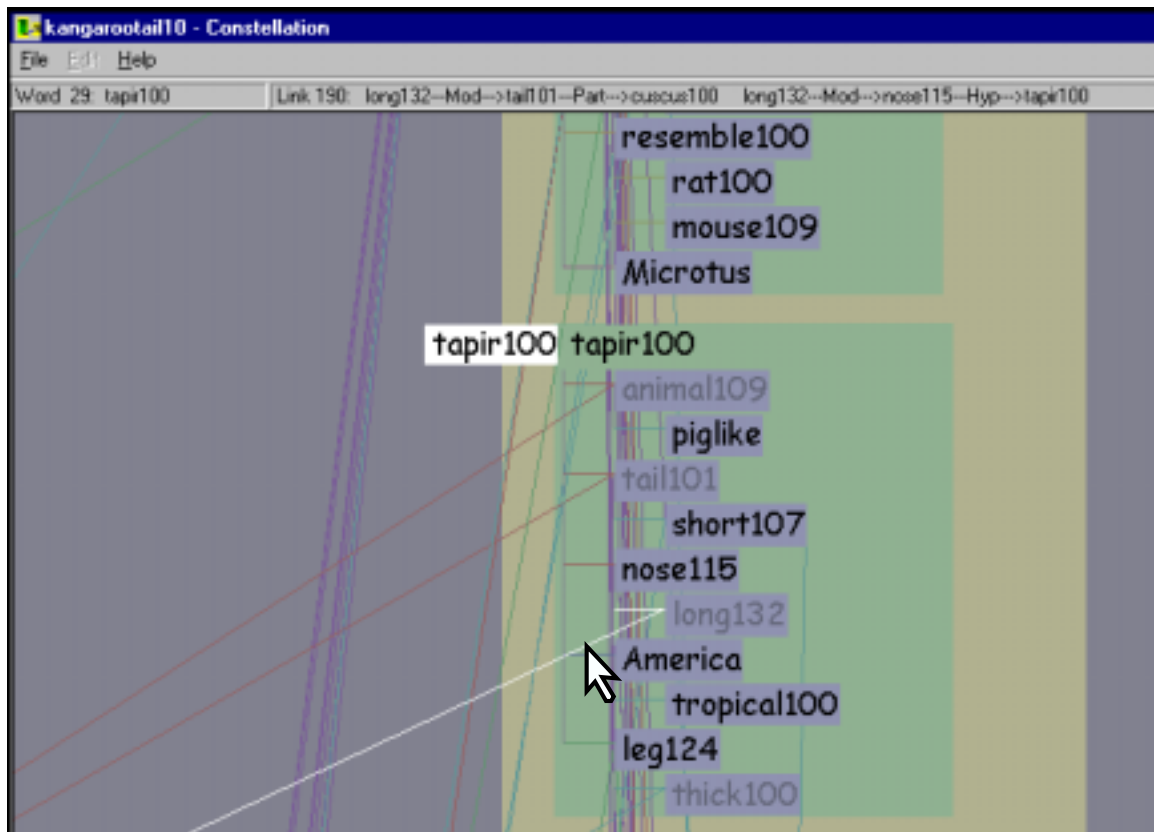 kangarootail10 - Constellation
File Edit Help
Word 29: tapir100 Link 190: long132--Mod-->tail101--Part-->cuscus100 long132--Mod-->nose115--Hyp-->tapir100
resemble100
rat100
mouse109
Microtus
tapir100 tapir100
animal109
piglike
tail101
short107
nose115
long132
America
tropical100
leg124
thick100